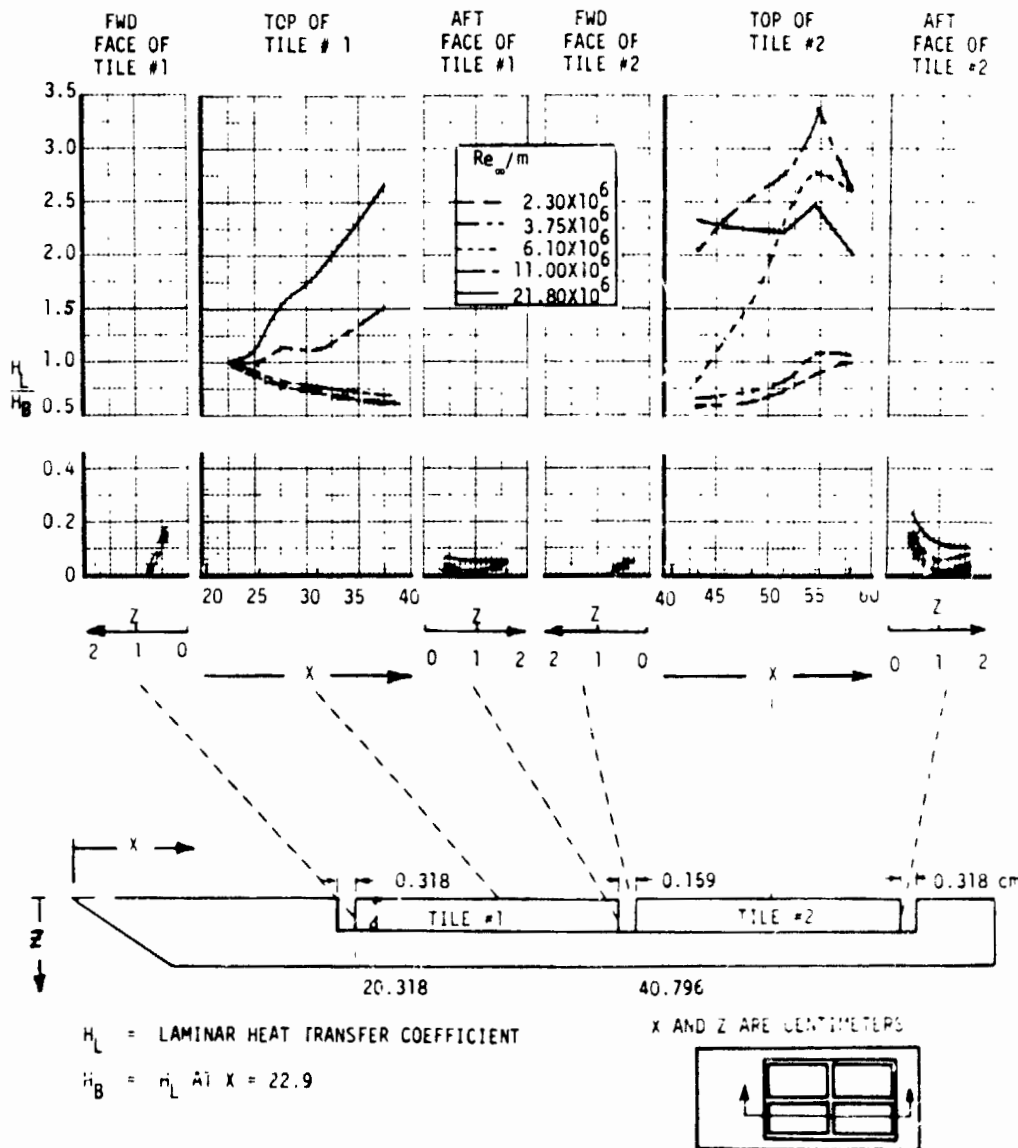 FWD FACE OF TILE #1
TOP OF TILE # 1
AFT FACE OF TILE #1
FWD FACE OF TILE #2
TOP OF TILE #2
AFT FACE OF TILE #2
3.5
3.0
2.5
2.0
1.5
1.0
0.5
H_L / H_B
0.4
0.2
0
Re∞/m
2.30X10^6
3.75X10^6
6.10X10^6
11.00X10^6
21.80X10^6
20 25 30 35 40
40 45 50 55 60
Z Z Z Z
2 1 0
0 1 2
2 1 0
0 1 2
X X
X
0.318 0.159 0.318 cm
Z
TILE #1 TILE #2
20.318 40.796
H_L = LAMINAR HEAT TRANSFER COEFFICIENT
H_B = H_L AT X = 22.9
X AND Z ARE CENTIMETERS